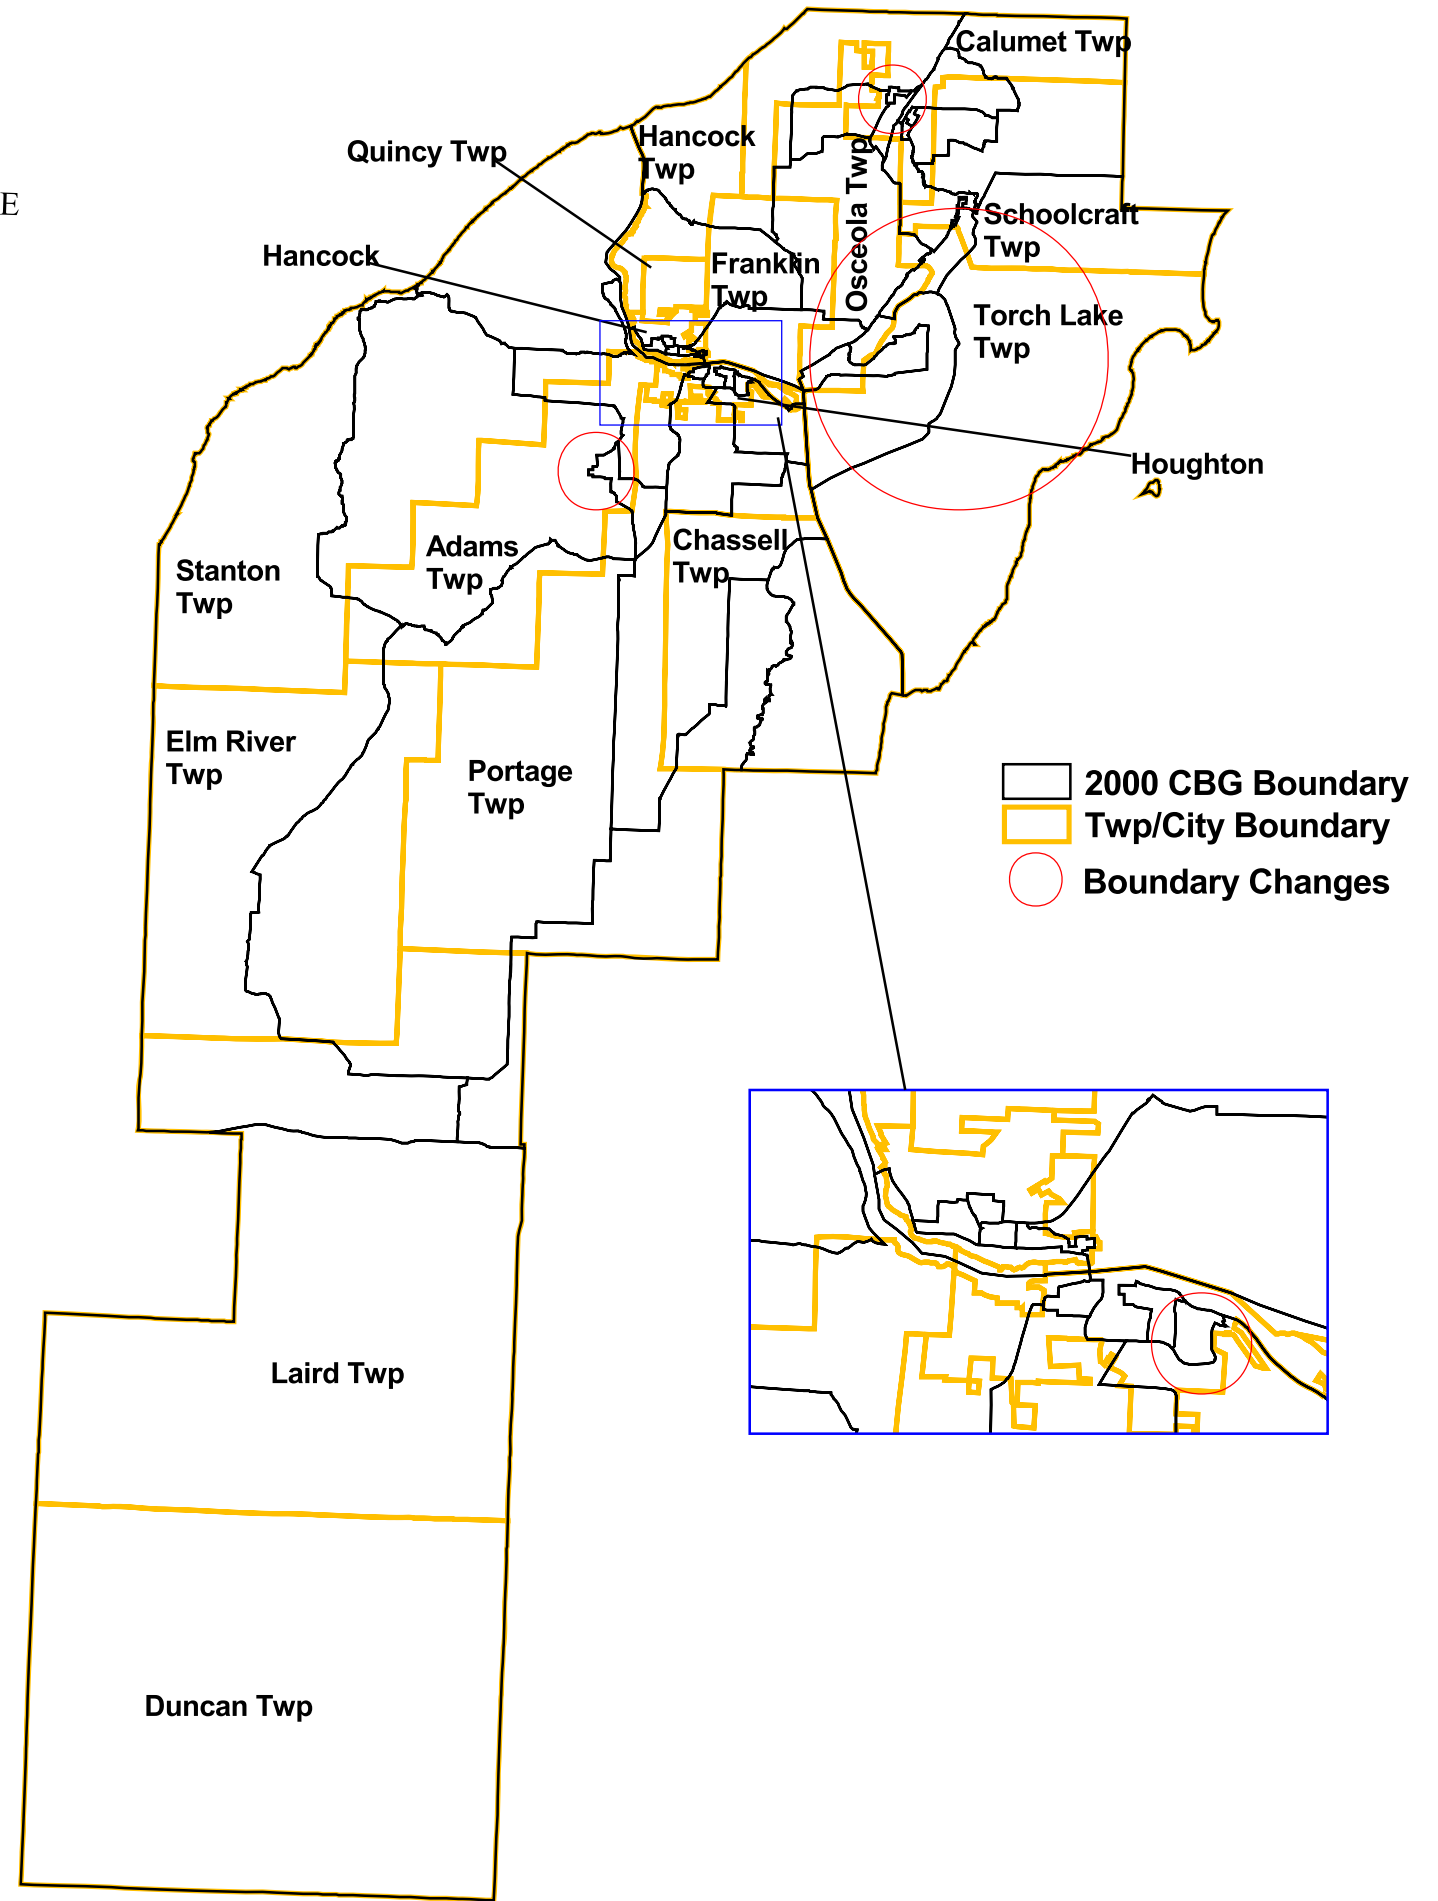 Calumet Twp
Hancock
Twp
Quincy Twp
E
Osceola Twp
Schoolcraft
Twp
Hancock
Franklin
Twp
Torch Lake
Twp
Houghton
Chassell
Twp
Adams
Twp
Stanton
Twp
Elm River
Twp
Portage
Twp
2000 CBG Boundary
Twp/City Boundary
Boundary Changes
Laird Twp
Duncan Twp